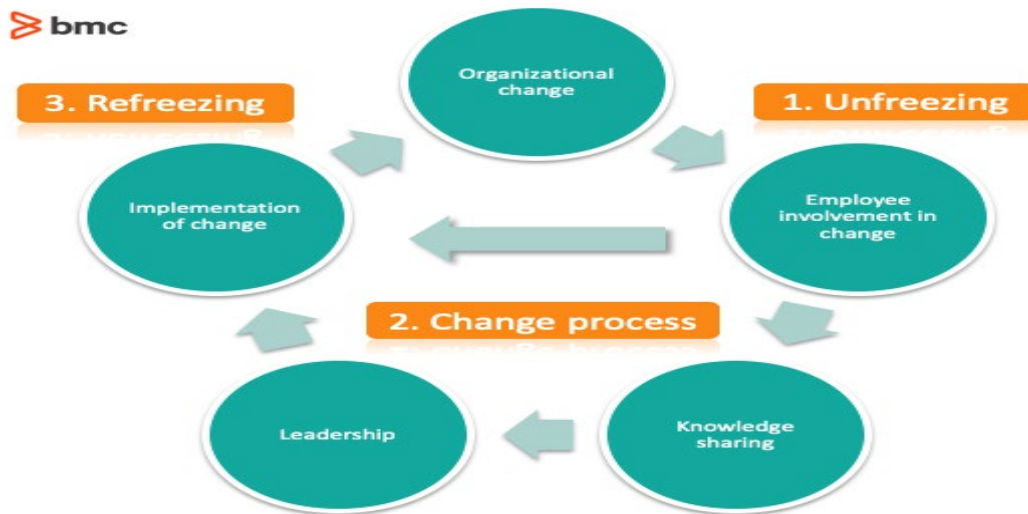 bmc
Organizational
change
3. Refreezing
1. Unfreezing
Implementation
of change
Employee
involvement in
change
2. Change process
Leadership
Knowledge
sharing